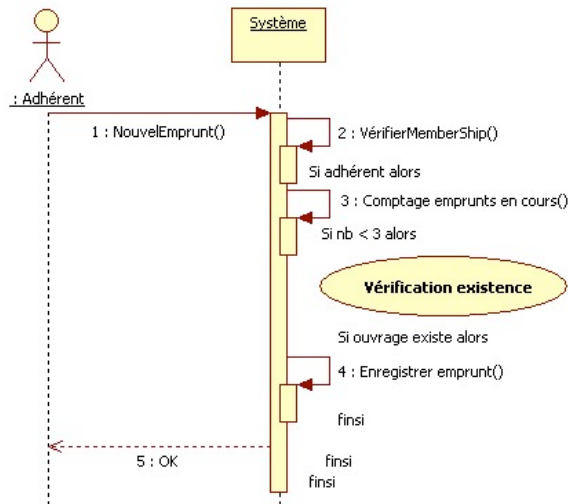 Système
: Adhérent
1 : NouvelEmprunt()
2 : VérifierMemberShip()
Si adhérent alors
3 : Comptage emprunts en cours()
Si nb < 3 alors
Vérification existence
Si ouvrage existe alors
4 : Enregistrer emprunt()
finsi
5 : OK
finsi
finsi